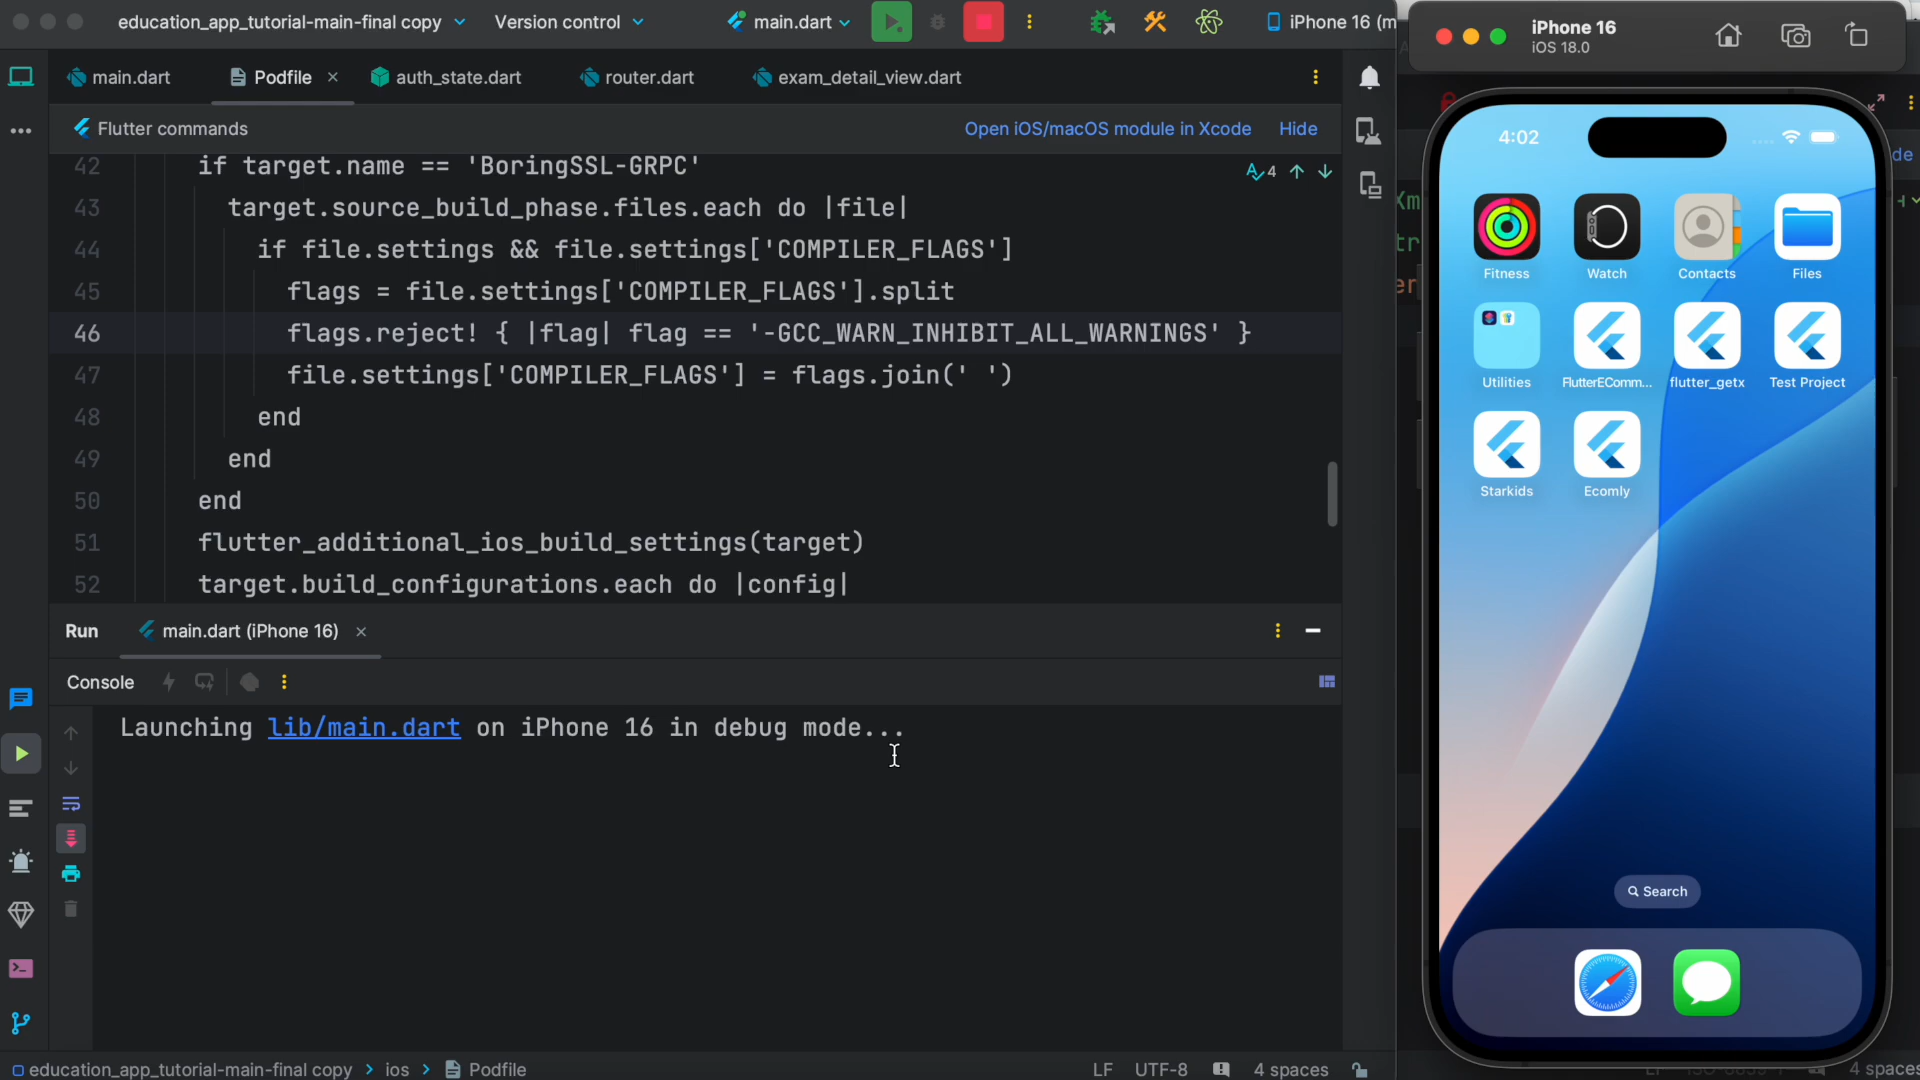 education_app_tutorial-main-final copy
Version control
main.dart
iPhone 16 (m
main.dart
Podfile
auth_state.dart
router.dart
exam_detail_view.dart
Flutter commands
Open iOS/macOS module in Xcode
Hide
42 if target.name == 'BoringSSL-GRPC'
4
43 target.source_build_phase.files.each do |file|
44 if file.settings && file.settings['COMPILER_FLAGS']
45 flags = file.settings['COMPILER_FLAGS'].split
46 flags.reject! { |flag| flag == '-GCC_WARN_INHIBIT_ALL_WARNINGS' }
47 file.settings['COMPILER_FLAGS'] = flags.join(' ')
48 end
49 end
50 end
51 flutter_additional_ios_build_settings(target)
52 target.build_configurations.each do |config|
Run
main.dart (iPhone 16)
Console
Launching lib/main.dart on iPhone 16 in debug mode...
education_app_tutorial-main-final copy > ios > Podfile
LF
UTF-8
4 spaces
iPhone 16
iOS 18.0
4:02
Fitness
Watch
Contacts
Files
Utilities
FlutterEComm...
flutter_getx
Test Project
Starkids
Ecomly
Search
4 spaces